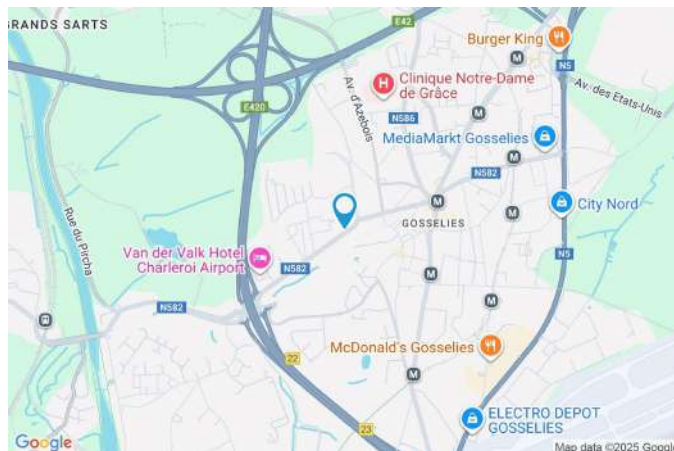 GRANDS SARTS
E42
Burger King
N5
Clinique Notre-Dame
de Grâce
Av. d'Azebois
Av. des Etats-Unis
E420
N586
MediaMarkt Gosselies
M
N582
M
M
M
City Nord
Rue du Pircha
GOSSELIES
M
Van der Valk Hotel
Charleroi Airport
N582
N5
M
N582
M
22
McDonald's Gosselies
M
ELECTRO DEPOT
GOSSELIES
23
Google
Map data ©2025 Google